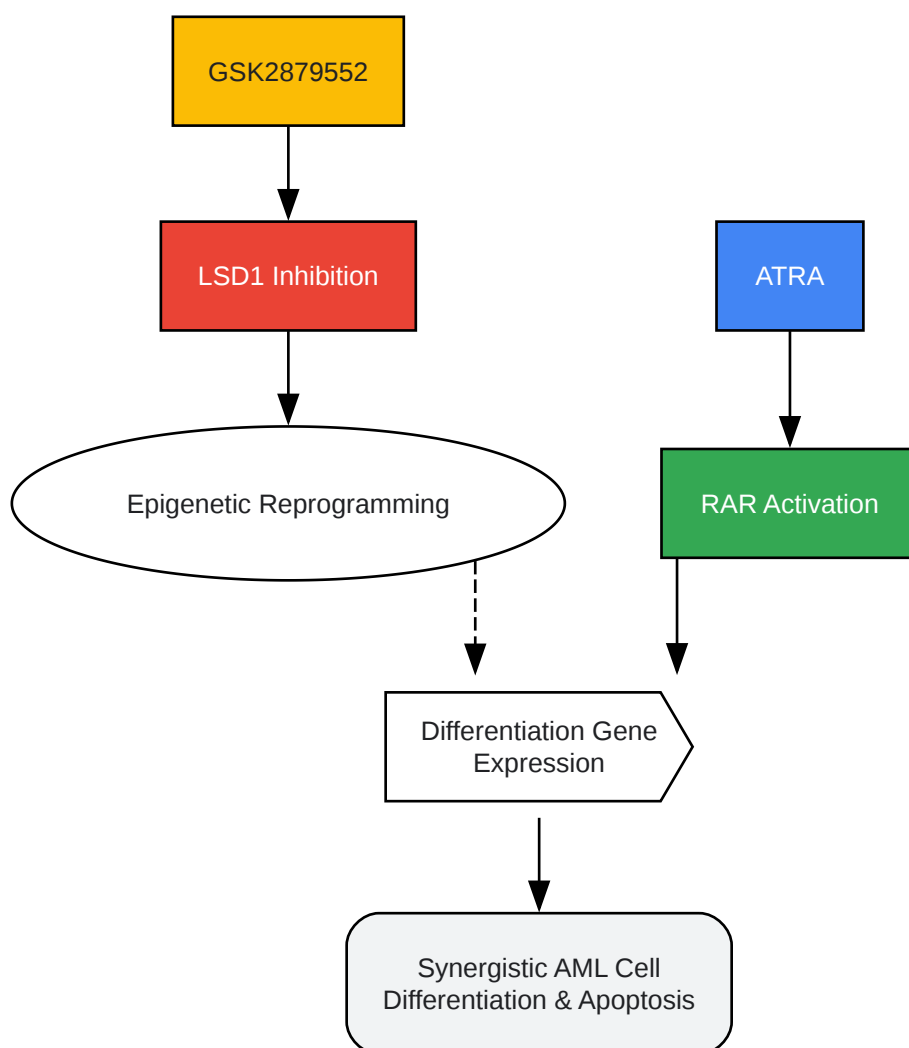 GSK2879552
LSD1 Inhibition
ATRA
Epigenetic Reprogramming
RAR Activation
Differentiation Gene
Expression
Synergistic AML Cell
Differentiation & Apoptosis